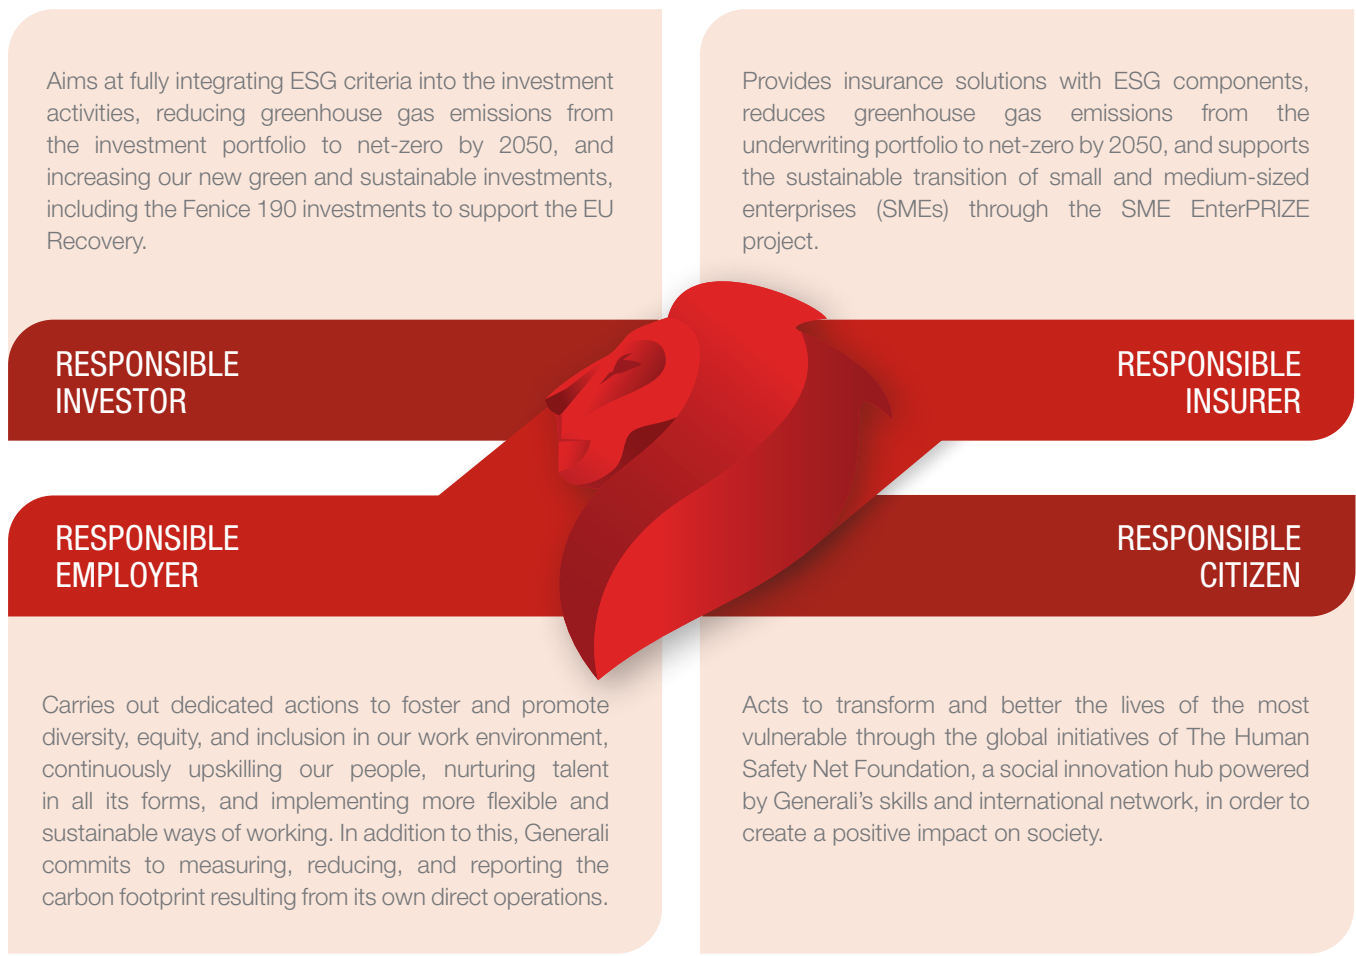 Aims at fully integrating ESG criteria into the investment
activities, reducing greenhouse gas emissions from
the investment portfolio to net-zero by 2050, and
increasing our new green and sustainable investments,
including the Fenice 190 investments to support the EU
Recovery.
RESPONSIBLE
INVESTOR
Provides insurance solutions with ESG components,
reduces greenhouse gas emissions from the
underwriting portfolio to net-zero by 2050, and supports
the sustainable transition of small and medium-sized
enterprises (SMEs) through the SME EnterPRIZE
project.
RESPONSIBLE
INSURER
RESPONSIBLE
EMPLOYER
Carries out dedicated actions to foster and promote
diversity, equity, and inclusion in our work environment,
continuously upskilling our people, nurturing talent
in all its forms, and implementing more flexible and
sustainable ways of working. In addition to this, Generali
commits to measuring, reducing, and reporting the
carbon footprint resulting from its own direct operations.
RESPONSIBLE
CITIZEN
Acts to transform and better the lives of the most
vulnerable through the global initiatives of The Human
Safety Net Foundation, a social innovation hub powered
by Generali’s skills and international network, in order to
create a positive impact on society.